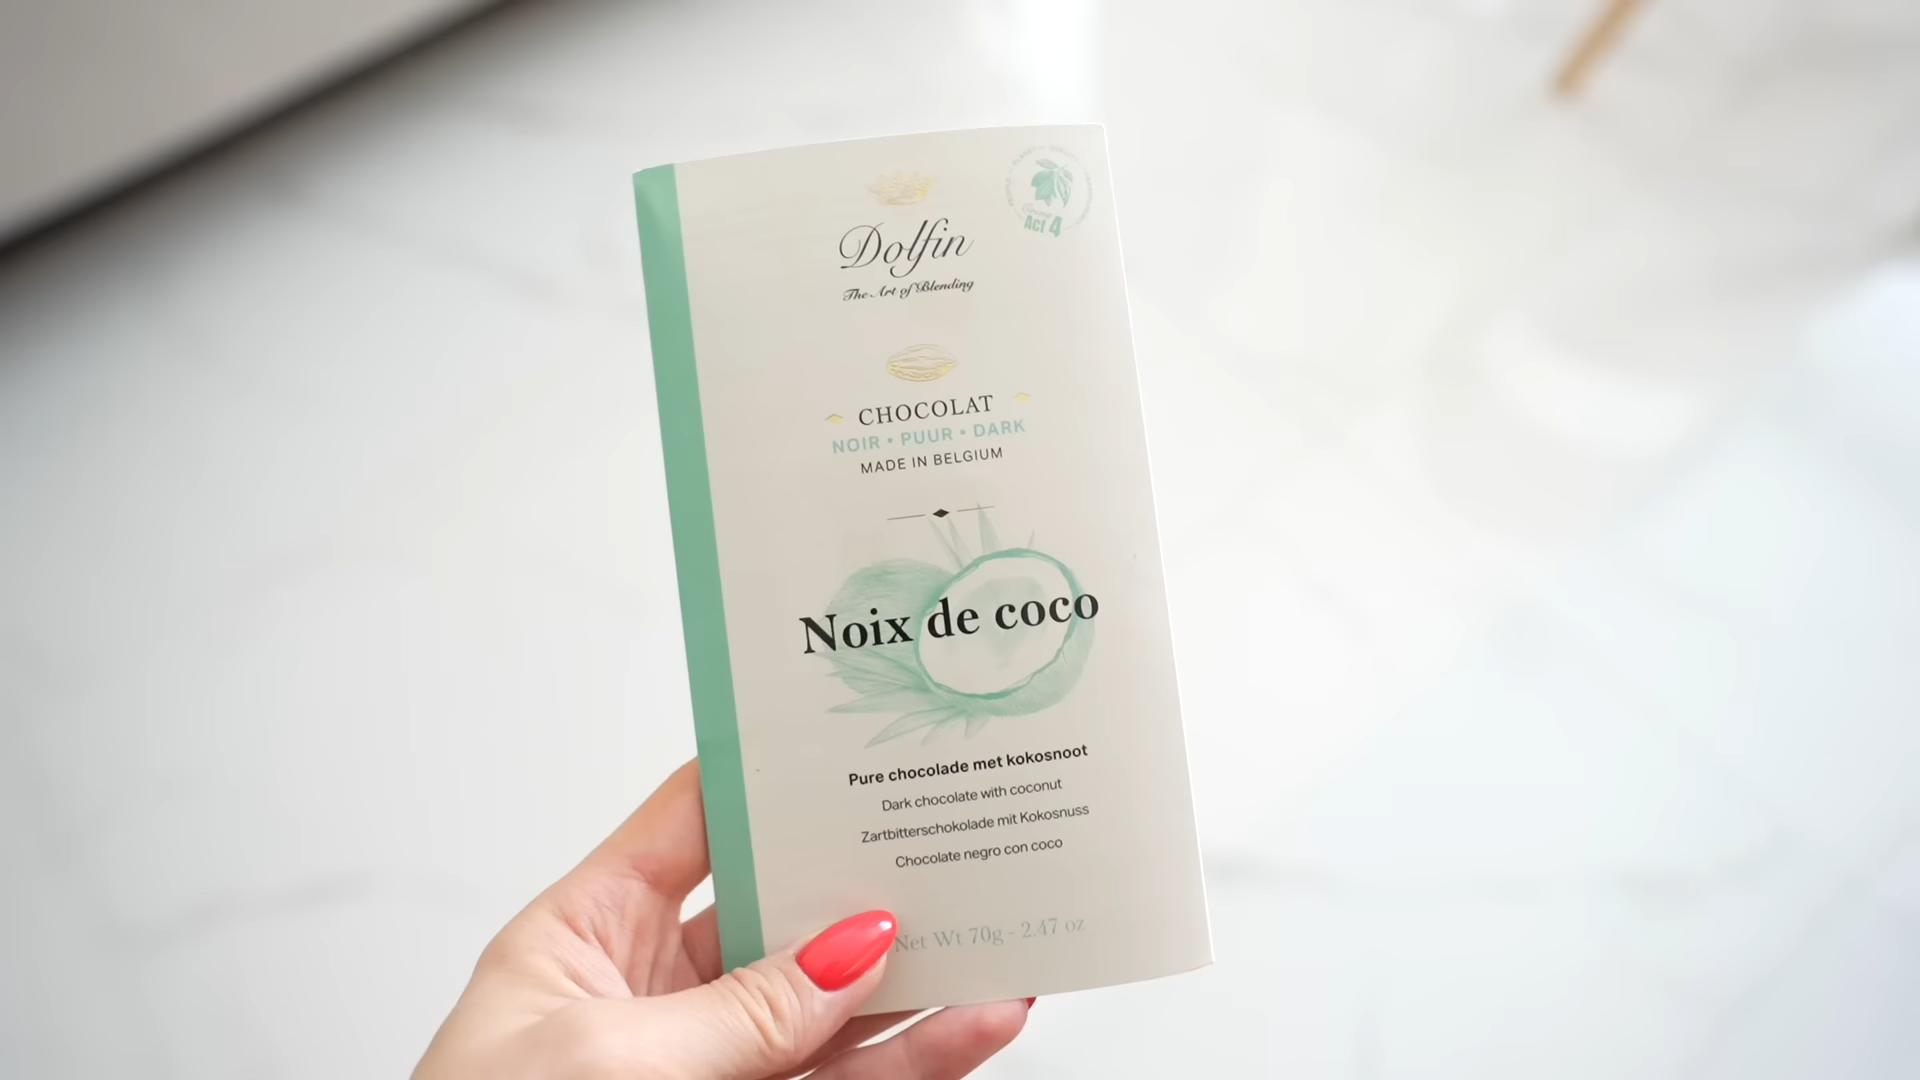 Dolfin
The Art of Blending
Act 4
CHOCOLAT
NOIR • PUUR • DARK
MADE IN BELGIUM
Noix de coco
Pure chocolade met kokosnoot
Dark chocolate with coconut
Zartbitterschokolade mit Kokosnuss
Chocolate negro con coco
Net Wt 70g - 2.47 oz